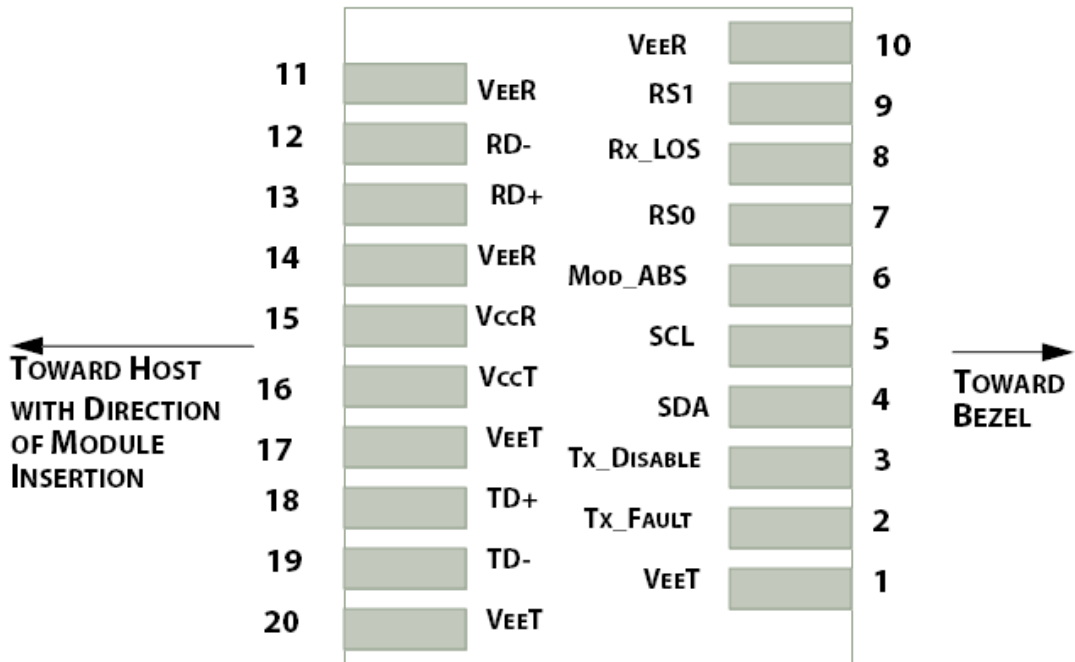 11 VEER
12 RD-
13 RD+
14 VEER
15 VCCR
16 VCCT
17 VEET
18 TD+
19 TD-
20 VEET
VEER 10
RS1 9
RX_LOS 8
RS0 7
MOD_ABS 6
SCL 5
SDA 4
TX_DISABLE 3
TX_FAULT 2
VEET 1
TOWARD HOST
WITH DIRECTION
OF MODULE
INSERTION
TOWARD
BEZEL